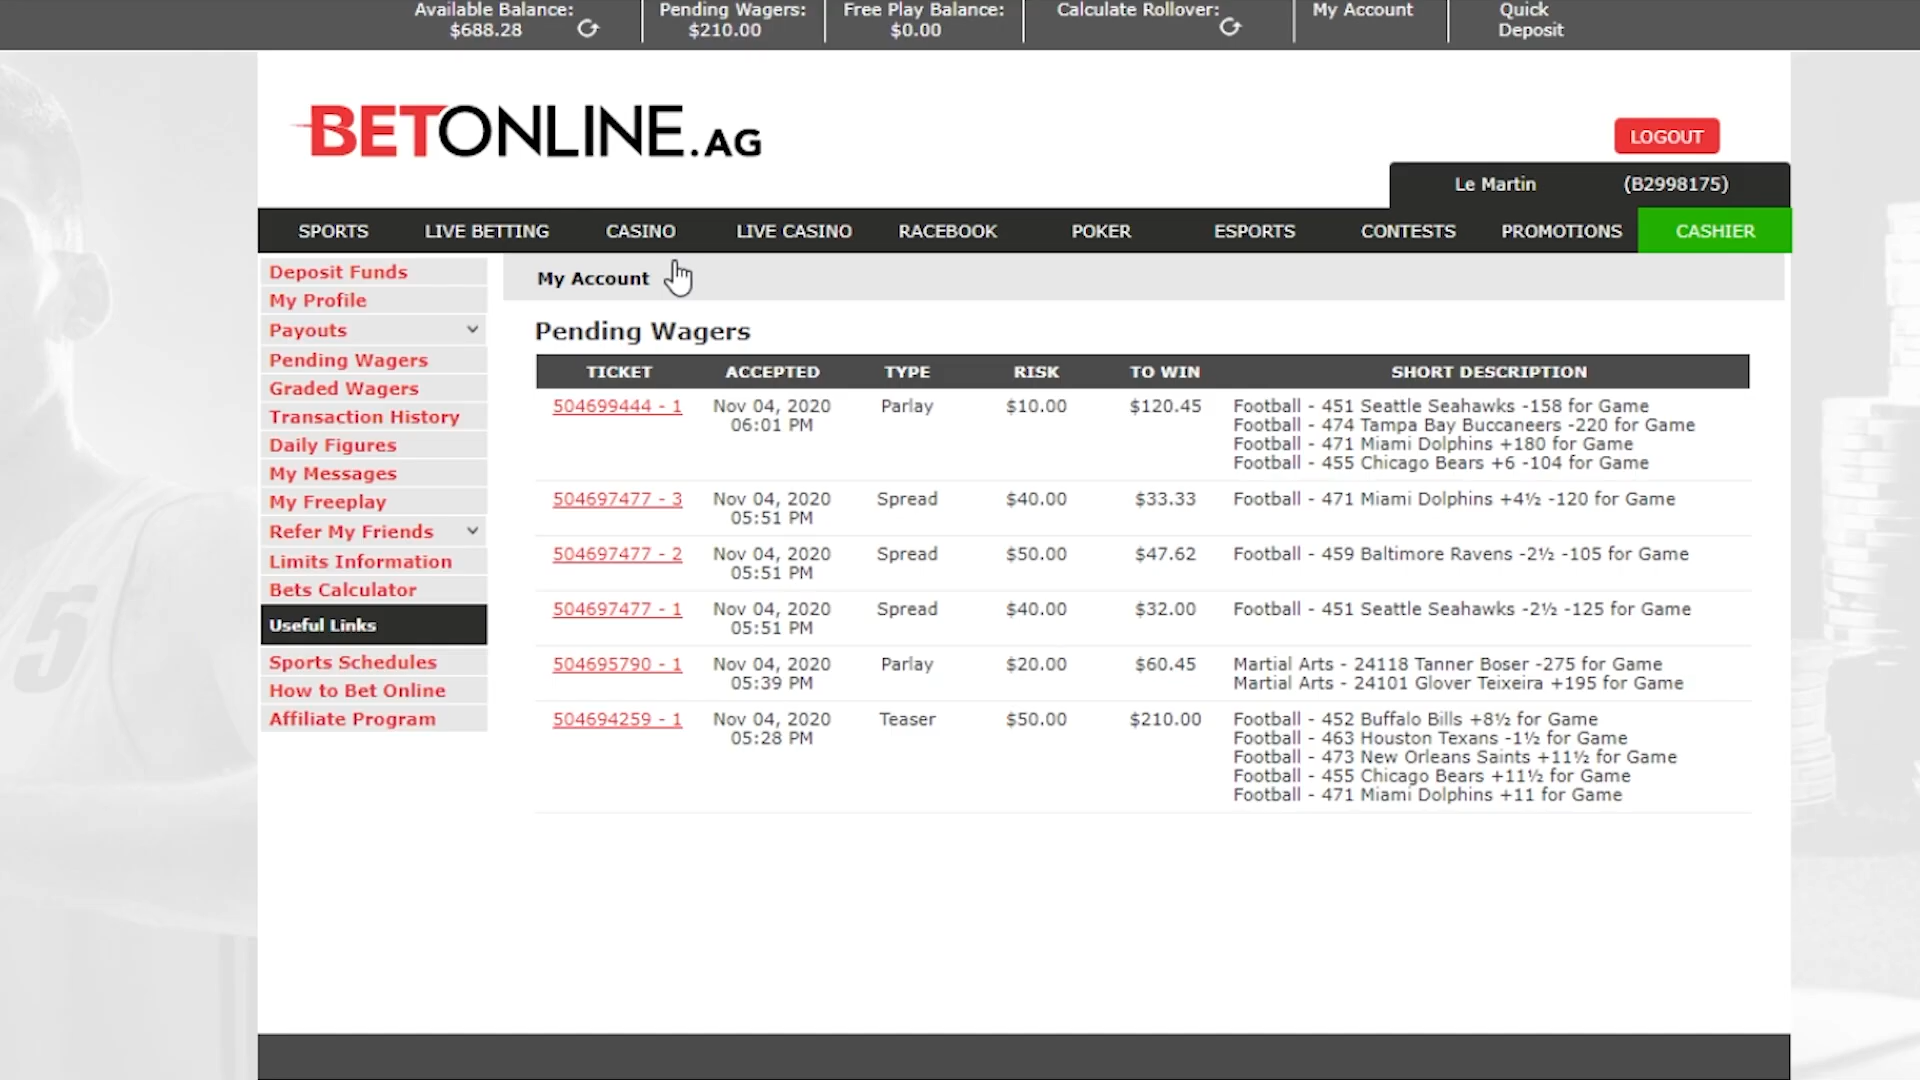 Available Balance:
$688.28
Pending Wagers:
$210.00
Free Play Balance:
$0.00
Calculate Rollover:
My Account
Quick
Deposit
BETONLINE.AG
LOGOUT
Le Martin (B2998175)
SPORTS LIVE BETTING CASINO LIVE CASINO RACEBOOK POKER ESPORTS CONTESTS PROMOTIONS CASHIER
Deposit Funds
My Profile
Payouts
Pending Wagers
Graded Wagers
Transaction History
Daily Figures
My Messages
My Freeplay
Refer My Friends
Limits Information
Bets Calculator
Useful Links
Sports Schedules
How to Bet Online
Affiliate Program
My Account
Pending Wagers
TICKET ACCEPTED TYPE RISK TO WIN SHORT DESCRIPTION
504699444 - 1 Nov 04, 2020 Parlay $10.00 $120.45 Football - 451 Seattle Seahawks -158 for Game
06:01 PM Football - 474 Tampa Bay Buccaneers -220 for Game
Football - 471 Miami Dolphins +180 for Game
Football - 455 Chicago Bears +6 -104 for Game
504697477 - 3 Nov 04, 2020 Spread $40.00 $33.33 Football - 471 Miami Dolphins +4½ -120 for Game
05:51 PM
504697477 - 2 Nov 04, 2020 Spread $50.00 $47.62 Football - 459 Baltimore Ravens -2½ -105 for Game
05:51 PM
504697477 - 1 Nov 04, 2020 Spread $40.00 $32.00 Football - 451 Seattle Seahawks -2½ -125 for Game
05:51 PM
504695790 - 1 Nov 04, 2020 Parlay $20.00 $60.45 Martial Arts - 24118 Tanner Boser -275 for Game
05:39 PM Martial Arts - 24101 Glover Teixeira +195 for Game
504694259 - 1 Nov 04, 2020 Teaser $50.00 $210.00 Football - 452 Buffalo Bills +8½ for Game
05:28 PM Football - 463 Houston Texans -1½ for Game
Football - 473 New Orleans Saints +11½ for Game
Football - 455 Chicago Bears +11½ for Game
Football - 471 Miami Dolphins +11 for Game
5